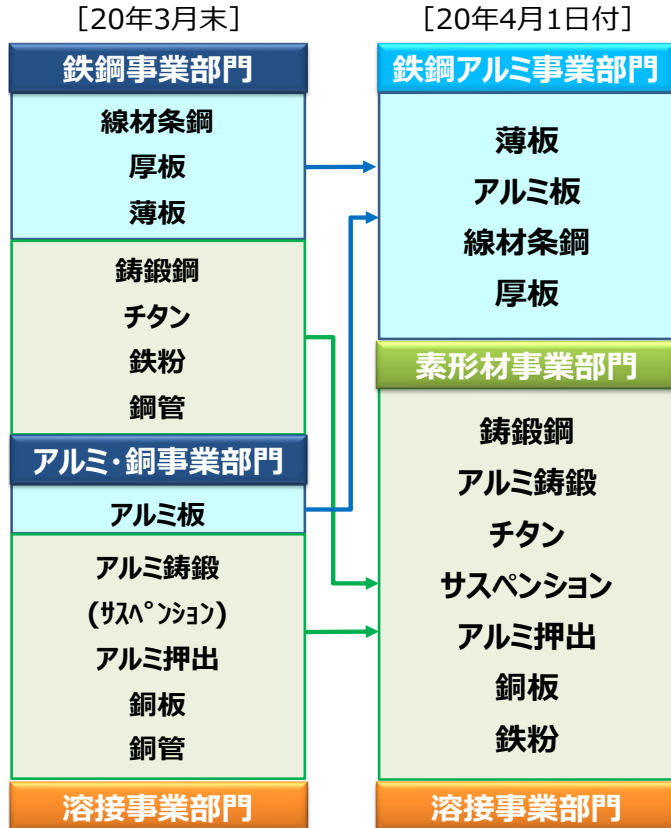 ［20年3月末］
鉄鋼事業部門
線材条鋼
厚板
薄板
鋳鍛鋼
チタン
鉄粉
鋼管
アルミ・銅事業部門
アルミ板
アルミ鋳鍛
(ｻｽﾍﾟﾝｼｮﾝ)
アルミ押出
銅板
銅管
溶接事業部門
［20年4月1日付］
鉄鋼アルミ事業部門
薄板
アルミ板
線材条鋼
厚板
素形材事業部門
鋳鍛鋼
アルミ鋳鍛
チタン
サスペンション
アルミ押出
銅板
鉄粉
溶接事業部門